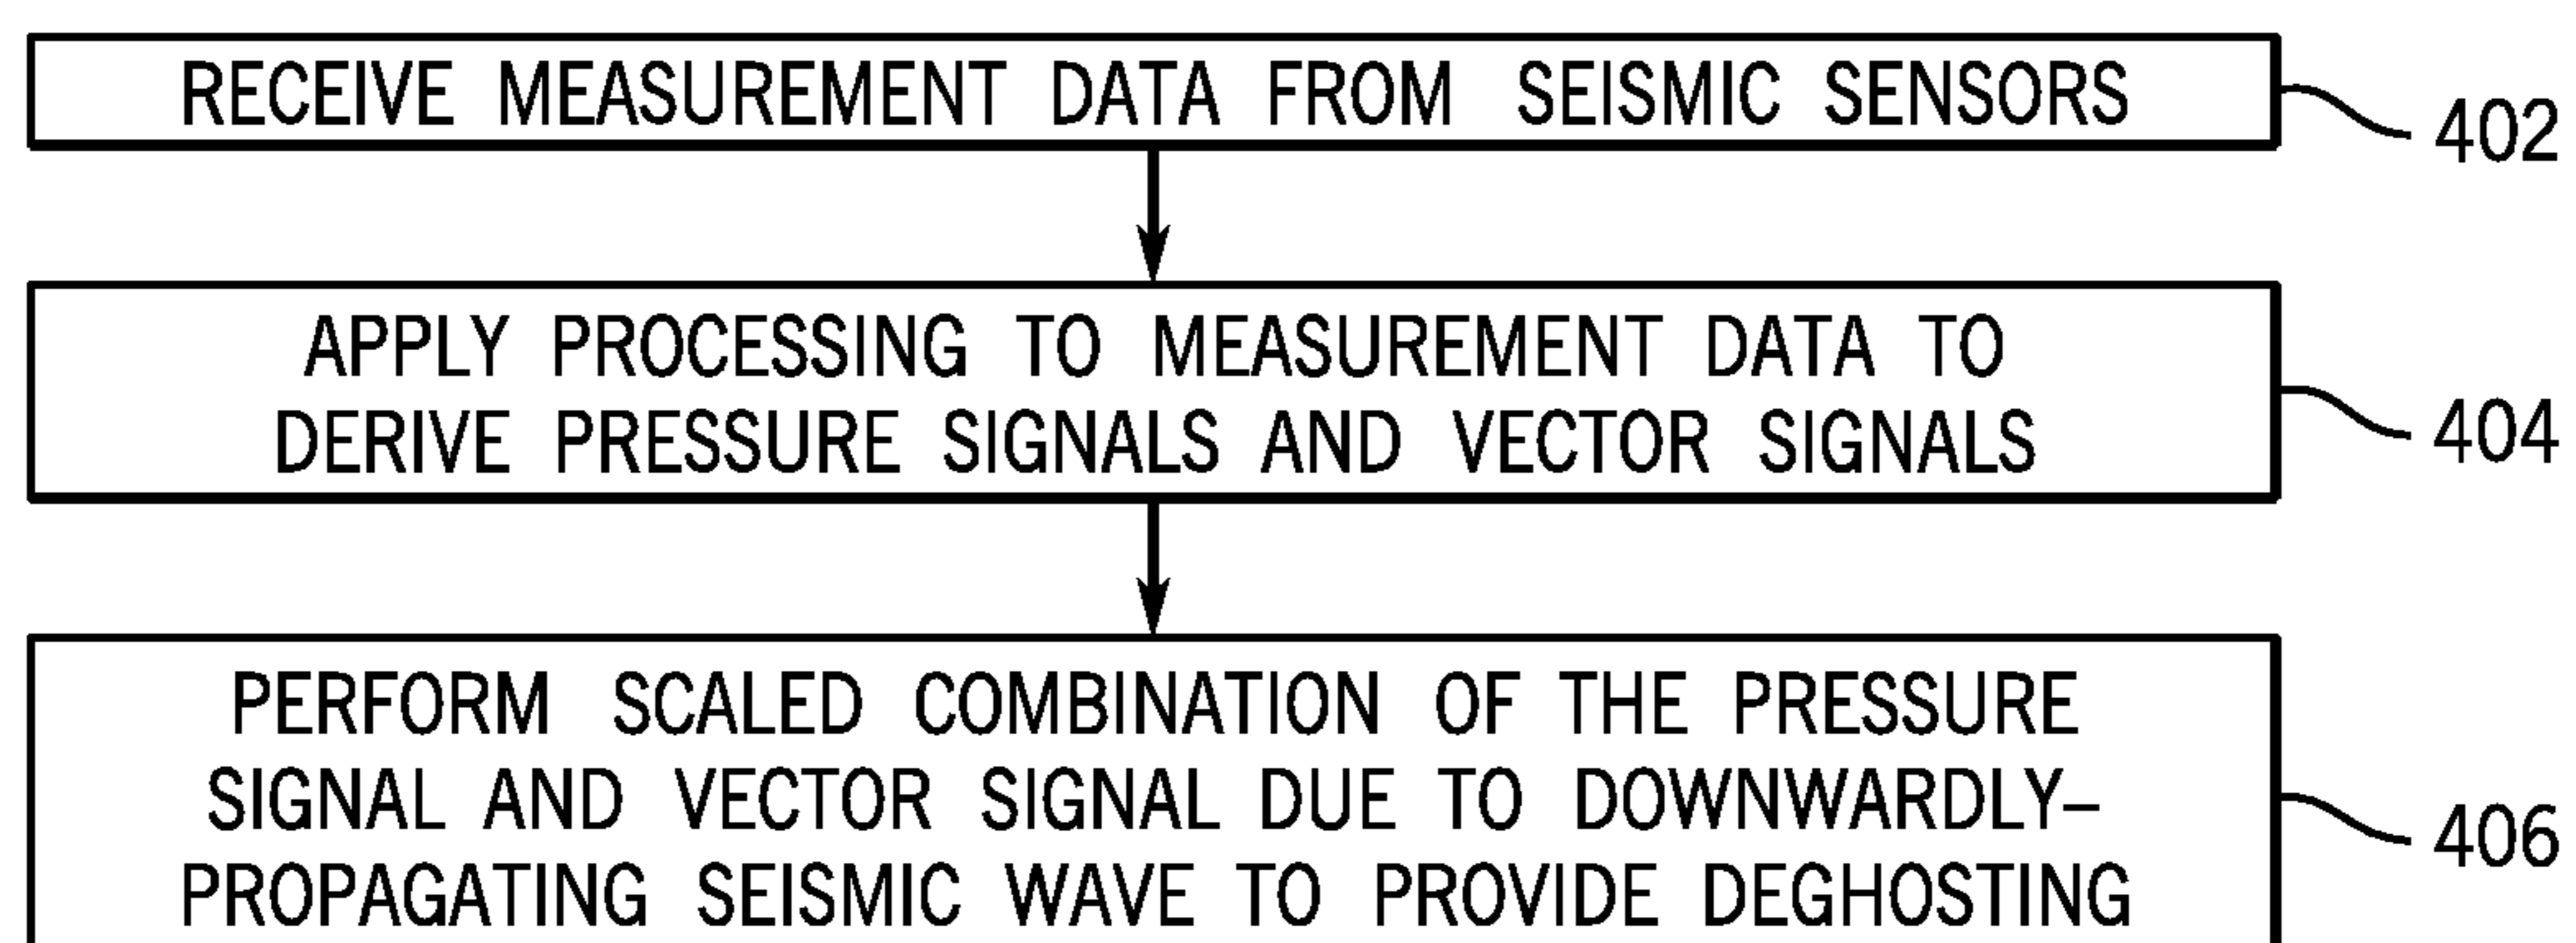 RECEIVE MEASUREMENT DATA FROM SEISMIC SENSORS
402
APPLY PROCESSING TO MEASUREMENT DATA TO
DERIVE PRESSURE SIGNALS AND VECTOR SIGNALS
404
PERFORM SCALED COMBINATION OF THE PRESSURE
SIGNAL AND VECTOR SIGNAL DUE TO DOWNWARDLY–
PROPAGATING SEISMIC WAVE TO PROVIDE DEGHOSTING
406